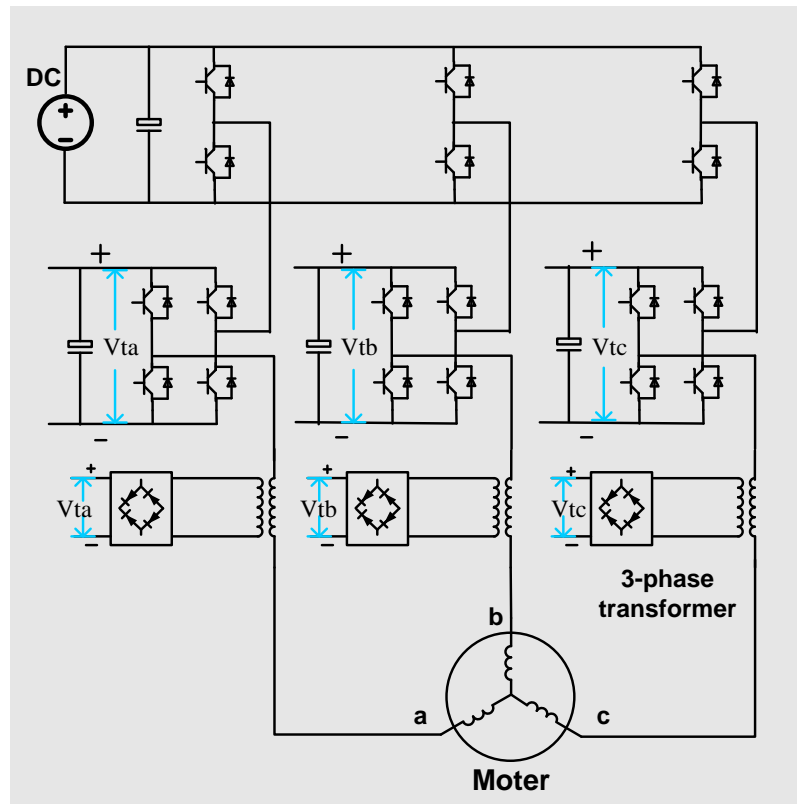 DC
+
−
+ + +
Vta Vtb Vtc
− − −
+ + +
Vta Vtb Vtc
− − −
3-phase
transformer
b
a c
Moter